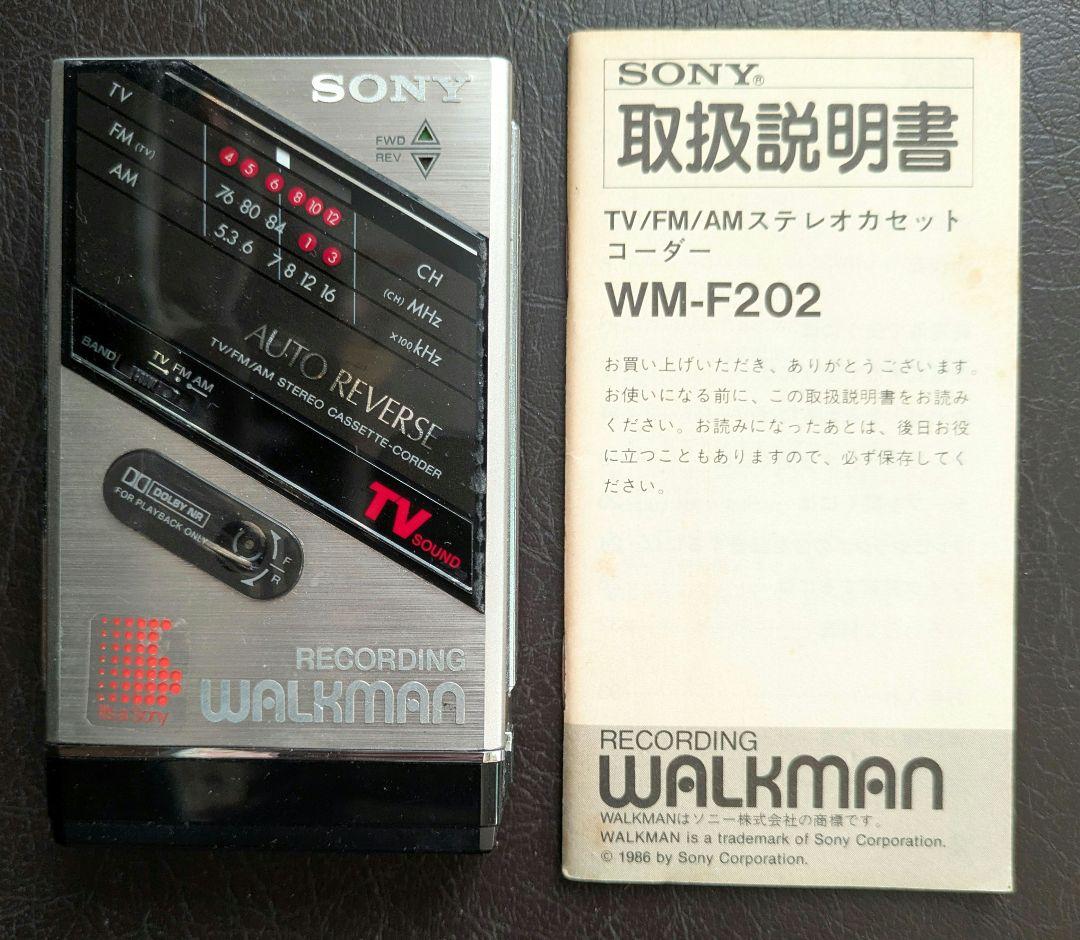 SONY
FWD
REV
TV
4 5 6 8 10 12
CH
FM (TV)
76 80 84 1 3
(CH) MHz
AM
5.3 6 7 8 12 16
x100kHz
AUTO REVERSE
TV/FM/AM STEREO CASSETTE-CORDER
BAND
TV FM AM
TV SOUND
DOLBY NR
FOR PLAYBACK ONLY
F
R
It's a Sony
RECORDING
WALKMAN
SONY®
取扱説明書
TV/FM/AMステレオカセット
コーダー
WM-F202
お買い上げいただき、ありがとうございます。
お使いになる前に、この取扱説明書をお読み
ください。お読みになったあとは、後日お役
に立つこともありますので、必ず保存してく
ださい。
RECORDING
WALKMAN
WALKMANはソニー株式会社の商標です。
WALKMAN is a trademark of Sony Corporation.
© 1986 by Sony Corporation.